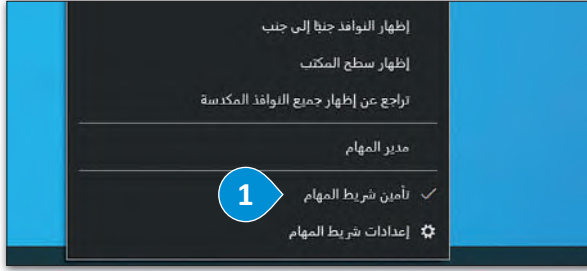 إظهار النوافذ جنبًا إلى جنب
إظهار سطح المكتب
تراجع عن إظهار جميع النوافذ المكدسة
مدير المهام
تأمين شريط المهام
1
إعدادات شريط المهام